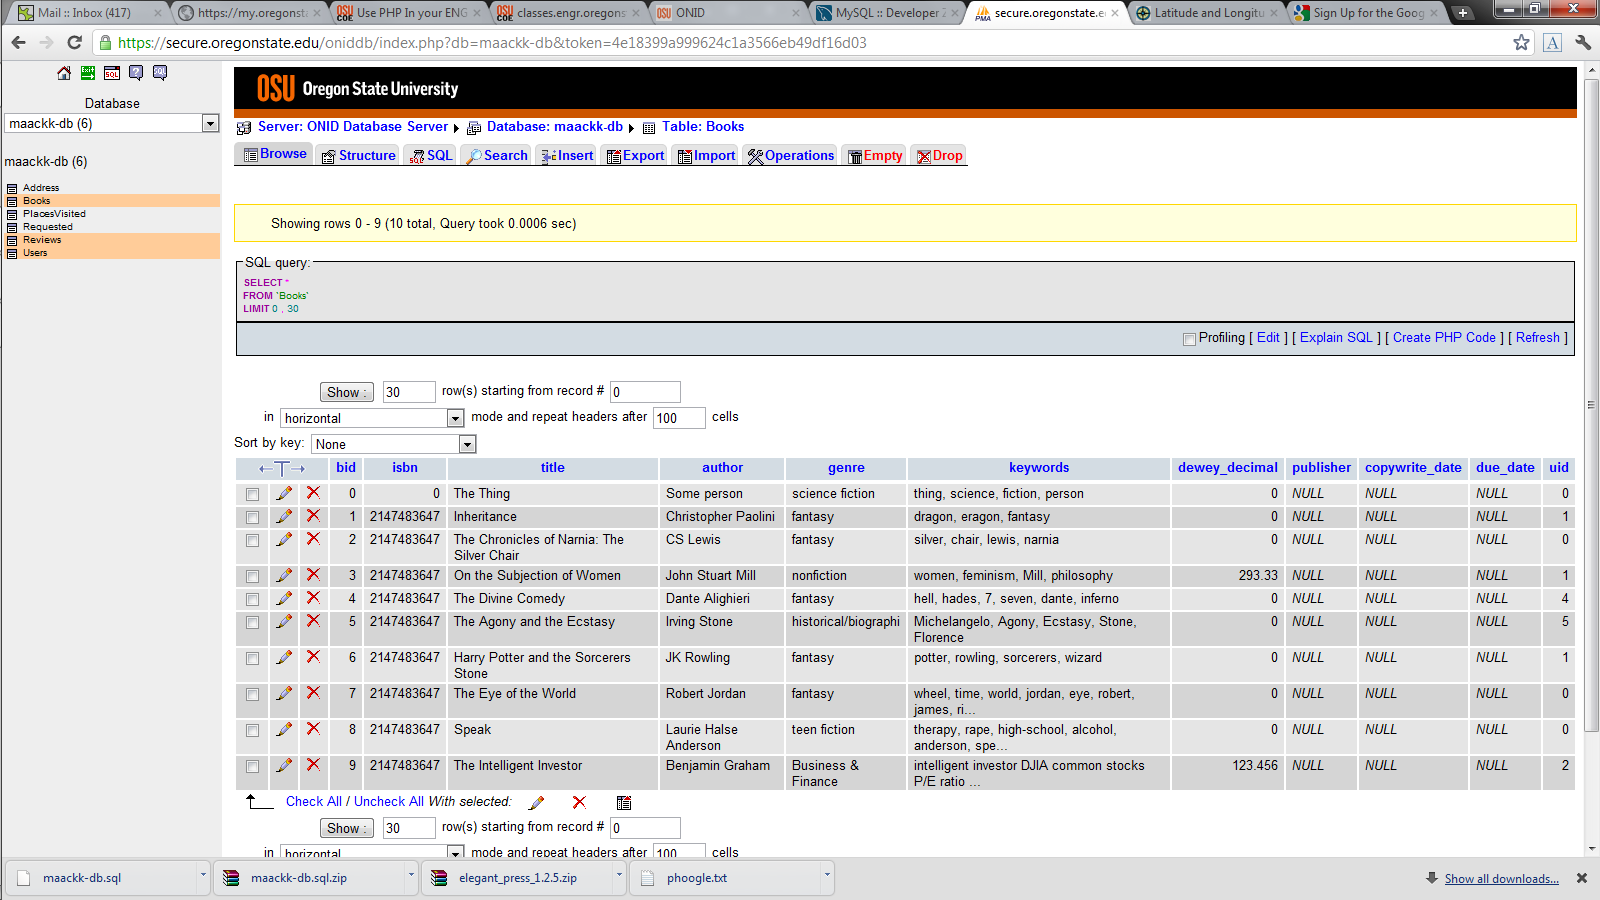 Mail :: Inbox (417)
https://my.oregonst
Use PHP In your ENG
classes.engr.oregons
ONID
MySQL :: Developer Z
secure.oregonstate.e
Latitude and Longitu
Sign Up for the Goog
https://secure.oregonstate.edu/oniddb/index.php?db=maackk-db&token=4e18399a999624c1a3566eb49df16d03
Database
maackk-db (6)
maackk-db (6)
Address
Books
PlacesVisited
Requested
Reviews
Users
OSU Oregon State University
Server: ONID Database Server Database: maackk-db Table: Books
Browse Structure SQL Search Insert Export Import Operations Empty Drop
Showing rows 0 - 9 (10 total, Query took 0.0006 sec)
SQL query:
SELECT *
FROM `Books`
LIMIT 0 , 30
Profiling [ Edit ] [ Explain SQL ] [ Create PHP Code ] [ Refresh ]
Show : 30 row(s) starting from record # 0
in horizontal mode and repeat headers after 100 cells
Sort by key: None
←T→ bid isbn title author genre keywords dewey_decimal publisher copywrite_date due_date uid
0 0 The Thing Some person science fiction thing, science, fiction, person 0 NULL NULL NULL 0
1 2147483647 Inheritance Christopher Paolini fantasy dragon, eragon, fantasy 0 NULL NULL NULL 1
2 2147483647 The Chronicles of Narnia: The CS Lewis fantasy silver, chair, lewis, narnia 0 NULL NULL NULL 0
Silver Chair
3 2147483647 On the Subjection of Women John Stuart Mill nonfiction women, feminism, Mill, philosophy 293.33 NULL NULL NULL 1
4 2147483647 The Divine Comedy Dante Alighieri fantasy hell, hades, 7, seven, dante, inferno 0 NULL NULL NULL 4
5 2147483647 The Agony and the Ecstasy Irving Stone historical/biographi Michelangelo, Agony, Ecstasy, Stone, 0 NULL NULL NULL 5
Florence
6 2147483647 Harry Potter and the Sorcerers JK Rowling fantasy potter, rowling, sorcerers, wizard 0 NULL NULL NULL 1
Stone
7 2147483647 The Eye of the World Robert Jordan fantasy wheel, time, world, jordan, eye, robert, 0 NULL NULL NULL 0
james, ri...
8 2147483647 Speak Laurie Halse teen fiction therapy, rape, high-school, alcohol, 0 NULL NULL NULL 0
Anderson anderson, spe...
9 2147483647 The Intelligent Investor Benjamin Graham Business & intelligent investor DJIA common stocks 123.456 NULL NULL NULL 2
Finance P/E ratio ...
Check All / Uncheck All With selected:
Show : 30 row(s) starting from record # 0
in horizontal mode and repeat headers after 100 cells
maackk-db.sql
maackk-db.sql.zip
elegant_press_1.2.5.zip
phoogle.txt
Show all downloads...